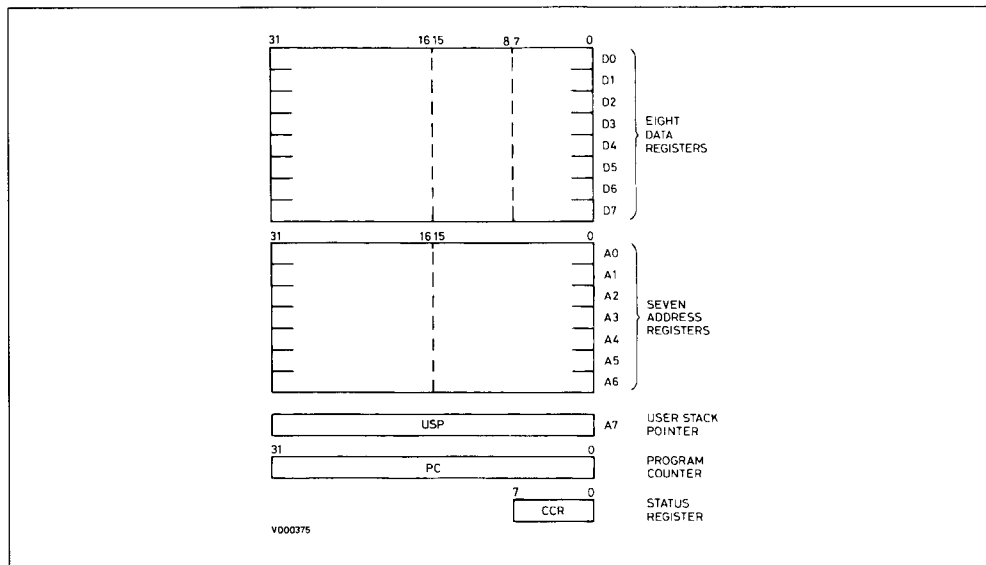 31 16 15 8 7 0
D0
D1
D2
D3
D4
D5
D6
D7
EIGHT
DATA
REGISTERS
31 16 15 0
A0
A1
A2
A3
A4
A5
A6
SEVEN
ADDRESS
REGISTERS
USP A7 USER STACK
POINTER
31 0
PC PROGRAM
COUNTER
7 0
CCR STATUS
REGISTER
V000375